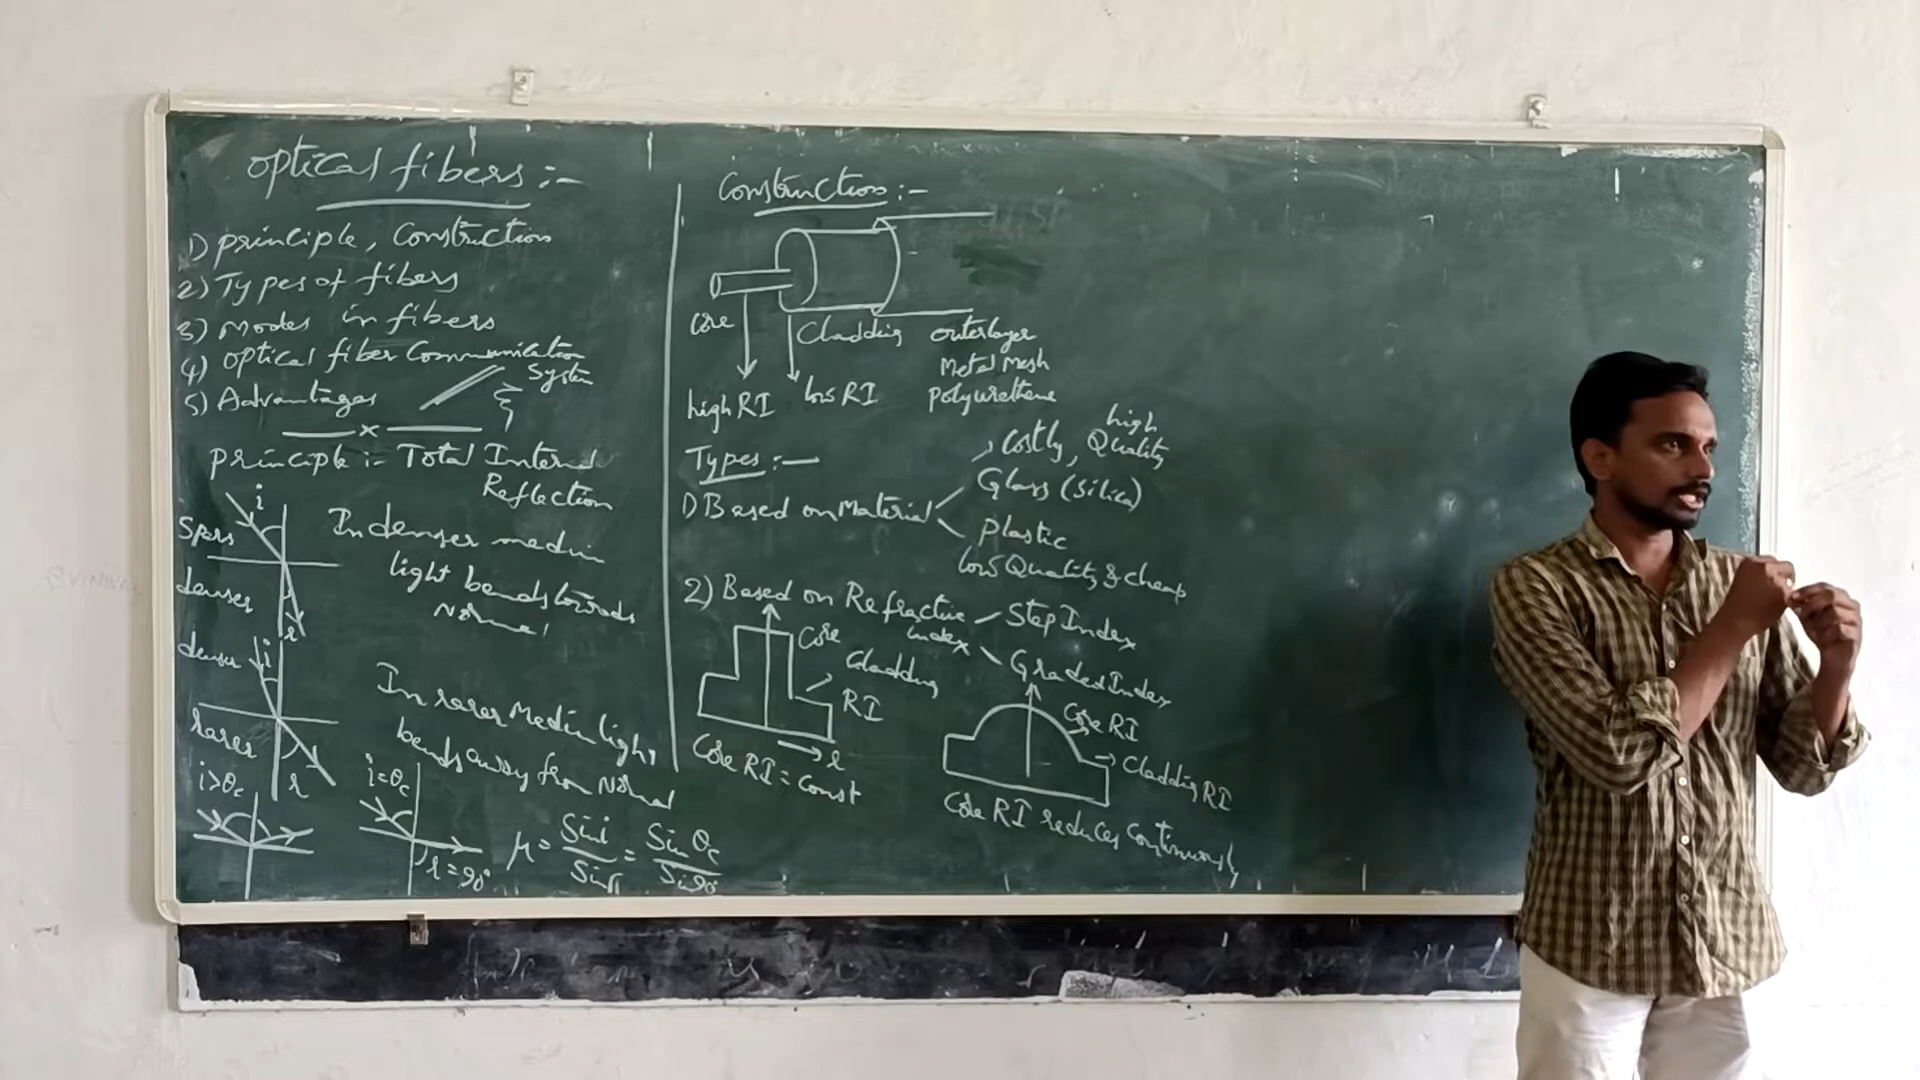 optical fibers :-
1) principle, Construction
2) Types of fibers
3) Modes in fibers
4) optical fiber Communication System
5) Advantages
x
principle :- Total Internal
Reflection
i
denser
r
In denser medium
light bends towards
Normal
denser
i
rarer
r
In rarer Medium light
bends away from Normal
i>θc
i=θc
r=90°
μ = Sin i / Sin r = Sin θc / Sin 90°
Construction :-
Core
Cladding
outerlayer
Metal Mesh
polyurethene
high RI
low RI
Types :-
1) Based on Material
Costly, high Quality
Glass (Silica)
plastic
low Quality & cheap
2) Based on Refractive index
Step Index
Graded Index
Core
Cladding
RI
r
Core RI = Const
Core RI
Cladding RI
Core RI reduces continuously